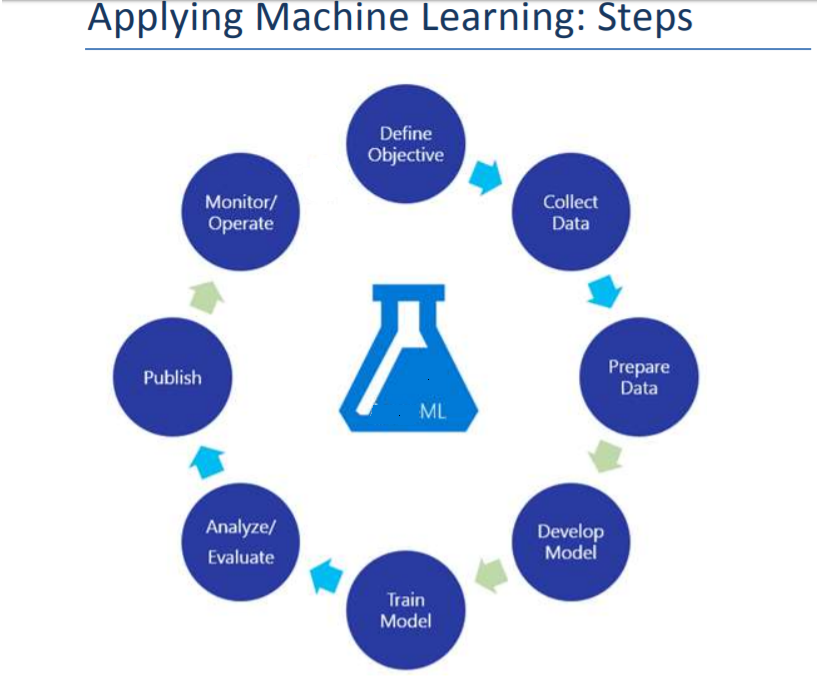 Applying Machine Learning: Steps
Define
Objective
Collect
Data
Prepare
Data
Develop
Model
Train
Model
Analyze/
Evaluate
Publish
Monitor/
Operate
ML